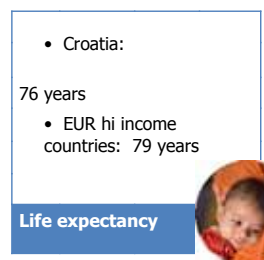 • Croatia:
76 years
• EUR hi income
countries: 79 years
Life expectancy